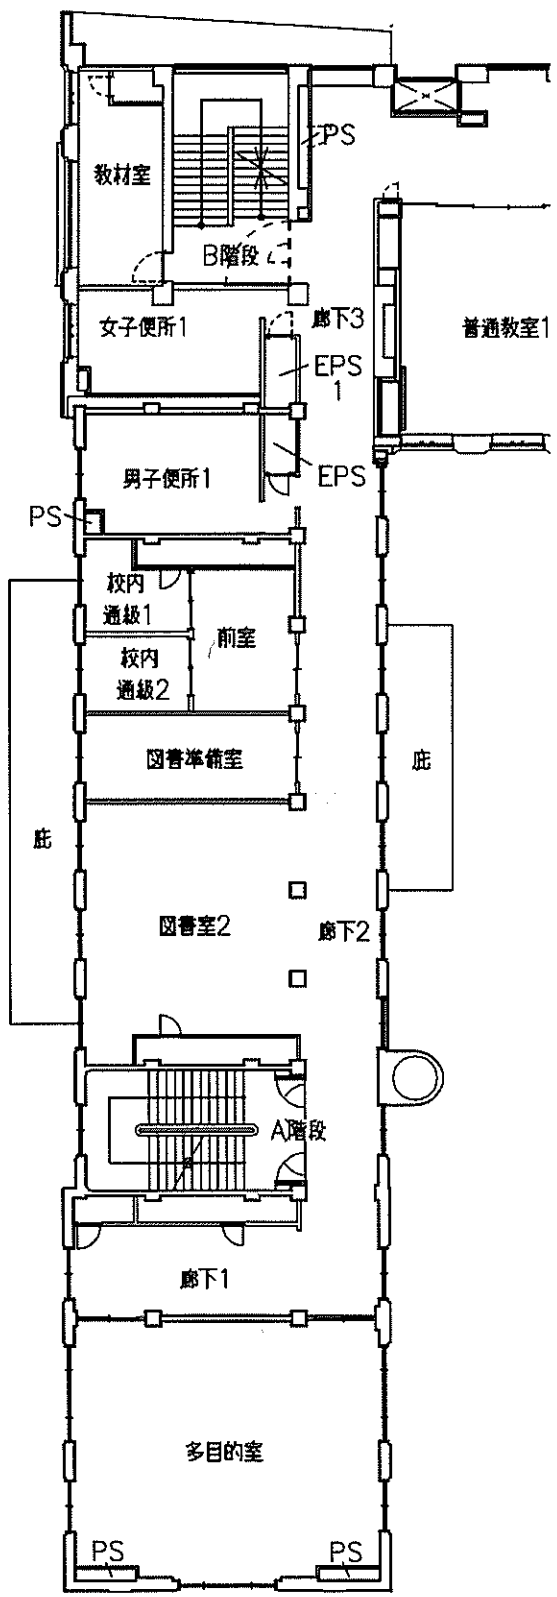 PS
教材室
B階段
廊下3
女子便所1
普通教室1
EPS
1
男子便所1
EPS
PS
校内
通級1
前室
校内
通級2
図書準備室
庇
庇
図書室2
廊下2
A階段
廊下1
多目的室
PS
PS